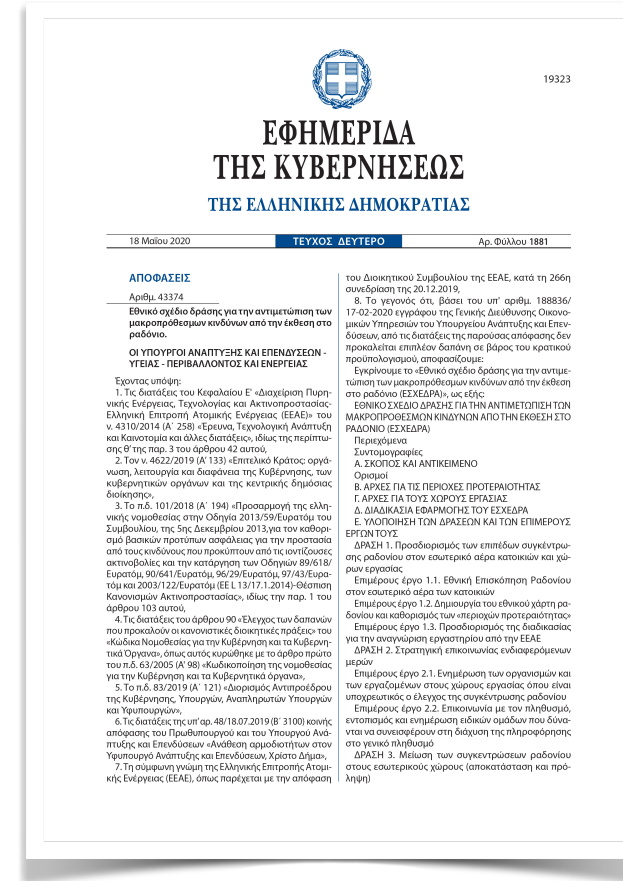 19323
ΕΦΗΜΕΡΙΔΑ
ΤΗΣ ΚΥΒΕΡΝΗΣΕΩΣ
ΤΗΣ ΕΛΛΗΝΙΚΗΣ ΔΗΜΟΚΡΑΤΙΑΣ
18 Μαΐου 2020
ΤΕΥΧΟΣ ΔΕΥΤΕΡΟ
Αρ. Φύλλου 1881
ΑΠΟΦΑΣΕΙΣ
Αριθμ. 43374
Εθνικό σχέδιο δράσης για την αντιμετώπιση των
μακροπρόθεσμων κινδύνων από την έκθεση στο
ραδόνιο.
ΟΙ ΥΠΟΥΡΓΟΙ ΑΝΑΠΤΥΞΗΣ ΚΑΙ ΕΠΕΝΔΥΣΕΩΝ -
ΥΓΕΙΑΣ - ΠΕΡΙΒΑΛΛΟΝΤΟΣ ΚΑΙ ΕΝΕΡΓΕΙΑΣ
Έχοντας υπόψη:
1. Τις διατάξεις του Κεφαλαίου Ε' «Διαχείριση Πυρη-
νικής Ενέργειας, Τεχνολογίας και Ακτινοπροστασίας-
Ελληνική Επιτροπή Ατομικής Ενέργειας (ΕΕΑΕ)» του
ν. 4310/2014 (Α΄ 258) «Έρευνα, Τεχνολογική Ανάπτυξη
και Καινοτομία και άλλες διατάξεις», ιδίως της περίπτω-
σης θ' της παρ. 3 του άρθρου 42 αυτού,
2. Τον ν. 4622/2019 (Α' 133) «Επιτελικό Κράτος: οργά-
νωση, λειτουργία και διαφάνεια της Κυβέρνησης, των
κυβερνητικών οργάνων και της κεντρικής δημόσιας
διοίκησης»,
3. Το π.δ. 101/2018 (Α΄ 194) «Προσαρμογή της ελλη-
νικής νομοθεσίας στην Οδηγία 2013/59/Ευρατόμ του
Συμβουλίου, της 5ης Δεκεμβρίου 2013,για τον καθορι-
σμό βασικών προτύπων ασφάλειας για την προστασία
από τους κινδύνους που προκύπτουν από τις ιοντίζουσες
ακτινοβολίες και την κατάργηση των Οδηγιών 89/618/
Ευρατόμ, 90/641/Ευρατόμ, 96/29/Ευρατόμ, 97/43/Ευρα-
τόμ και 2003/122/Ευρατόμ (ΕΕ L 13/17.1.2014)-Θέσπιση
Κανονισμών Ακτινοπροστασίας», ιδίως την παρ. 1 του
άρθρου 103 αυτού,
4. Τις διατάξεις του άρθρου 90 «Έλεγχος των δαπανών
που προκαλούν οι κανονιστικές διοικητικές πράξεις» του
«Κώδικα Νομοθεσίας για την Κυβέρνηση και τα Κυβερνη-
τικά Όργανα», όπως αυτός κυρώθηκε με το άρθρο πρώτο
του π.δ. 63/2005 (Α' 98) «Κωδικοποίηση της νομοθεσίας
για την Κυβέρνηση και τα Κυβερνητικά όργανα»,
5. Το π.δ. 83/2019 (Α΄ 121) «Διορισμός Αντιπροέδρου
της Κυβέρνησης, Υπουργών, Αναπληρωτών Υπουργών
και Υφυπουργών»,
6. Τις διατάξεις της υπ' αρ. 48/18.07.2019 (Β΄ 3100) κοινής
απόφασης του Πρωθυπουργού και του Υπουργού Ανά-
πτυξης και Επενδύσεων «Ανάθεση αρμοδιοτήτων στον
Υφυπουργό Ανάπτυξης και Επενδύσεων, Χρίστο Δήμα»,
7. Τη σύμφωνη γνώμη της Ελληνικής Επιτροπής Ατομι-
κής Ενέργειας (ΕΕΑΕ), όπως παρέχεται με την απόφαση
του Διοικητικού Συμβουλίου της ΕΕΑΕ, κατά τη 266η
συνεδρίαση της 20.12.2019,
8. Το γεγονός ότι, βάσει του υπ' αριθμ. 188836/
17-02-2020 εγγράφου της Γενικής Διεύθυνσης Οικονο-
μικών Υπηρεσιών του Υπουργείου Ανάπτυξης και Επεν-
δύσεων, από τις διατάξεις της παρούσας απόφασης δεν
προκαλείται επιπλέον δαπάνη σε βάρος του κρατικού
προϋπολογισμού, αποφασίζουμε:
Εγκρίνουμε το «Εθνικό σχέδιο δράσης για την αντιμε-
τώπιση των μακροπρόθεσμων κινδύνων από την έκθεση
στο ραδόνιο (ΕΣΧΕΔΡΑ)», ως εξής:
ΕΘΝΙΚΟ ΣΧΕΔΙΟ ΔΡΑΣΗΣ ΓΙΑ ΤΗΝ ΑΝΤΙΜΕΤΩΠΙΣΗ ΤΩΝ
ΜΑΚΡΟΠΡΟΘΕΣΜΩΝ ΚΙΝΔΥΝΩΝ ΑΠΟ ΤΗΝ ΕΚΘΕΣΗ ΣΤΟ
ΡΑΔΟΝΙΟ (ΕΣΧΕΔΡΑ)
Περιεχόμενα
Συντομογραφίες
Α. ΣΚΟΠΟΣ ΚΑΙ ΑΝΤΙΚΕΙΜΕΝΟ
Ορισμοί
Β. ΑΡΧΕΣ ΓΙΑ ΤΙΣ ΠΕΡΙΟΧΕΣ ΠΡΟΤΕΡΑΙΟΤΗΤΑΣ
Γ. ΑΡΧΕΣ ΓΙΑ ΤΟΥΣ ΧΩΡΟΥΣ ΕΡΓΑΣΙΑΣ
Δ. ΔΙΑΔΙΚΑΣΙΑ ΕΦΑΡΜΟΓΗΣ ΤΟΥ ΕΣΧΕΔΡΑ
Ε. ΥΛΟΠΟΙΗΣΗ ΤΩΝ ΔΡΑΣΕΩΝ ΚΑΙ ΤΩΝ ΕΠΙΜΕΡΟΥΣ
ΕΡΓΩΝ ΤΟΥΣ
ΔΡΑΣΗ 1. Προσδιορισμός των επιπέδων συγκέντρω-
σης ραδονίου στον εσωτερικό αέρα κατοικιών και χώ-
ρων εργασίας
Επιμέρους έργο 1.1. Εθνική Επισκόπηση Ραδονίου
στον εσωτερικό αέρα των κατοικιών
Επιμέρους έργο 1.2. Δημιουργία του εθνικού χάρτη ρα-
δονίου και καθορισμός των «περιοχών προτεραιότητας»
Επιμέρους έργο 1.3. Προσδιορισμός της διαδικασίας
για την αναγνώριση εργαστηρίου από την ΕΕΑΕ
ΔΡΑΣΗ 2. Στρατηγική επικοινωνίας ενδιαφερόμενων
μερών
Επιμέρους έργο 2.1. Ενημέρωση των οργανισμών και
των εργαζομένων στους χώρους εργασίας όπου είναι
υποχρεωτικός ο έλεγχος της συγκέντρωσης ραδονίου
Επιμέρους έργο 2.2. Επικοινωνία με τον πληθυσμό,
εντοπισμός και ενημέρωση ειδικών ομάδων που δύνα-
νται να συνεισφέρουν στη διάχυση της πληροφόρησης
στο γενικό πληθυσμό
ΔΡΑΣΗ 3. Μείωση των συγκεντρώσεων ραδονίου
στους εσωτερικούς χώρους (αποκατάσταση και πρό-
ληψη)